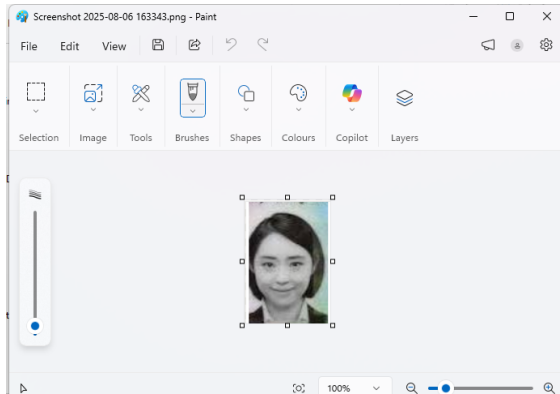 Screenshot 2025-08-06 163343.png - Paint
File Edit View
Selection Image Tools Brushes Shapes Colours Copilot Layers
100%